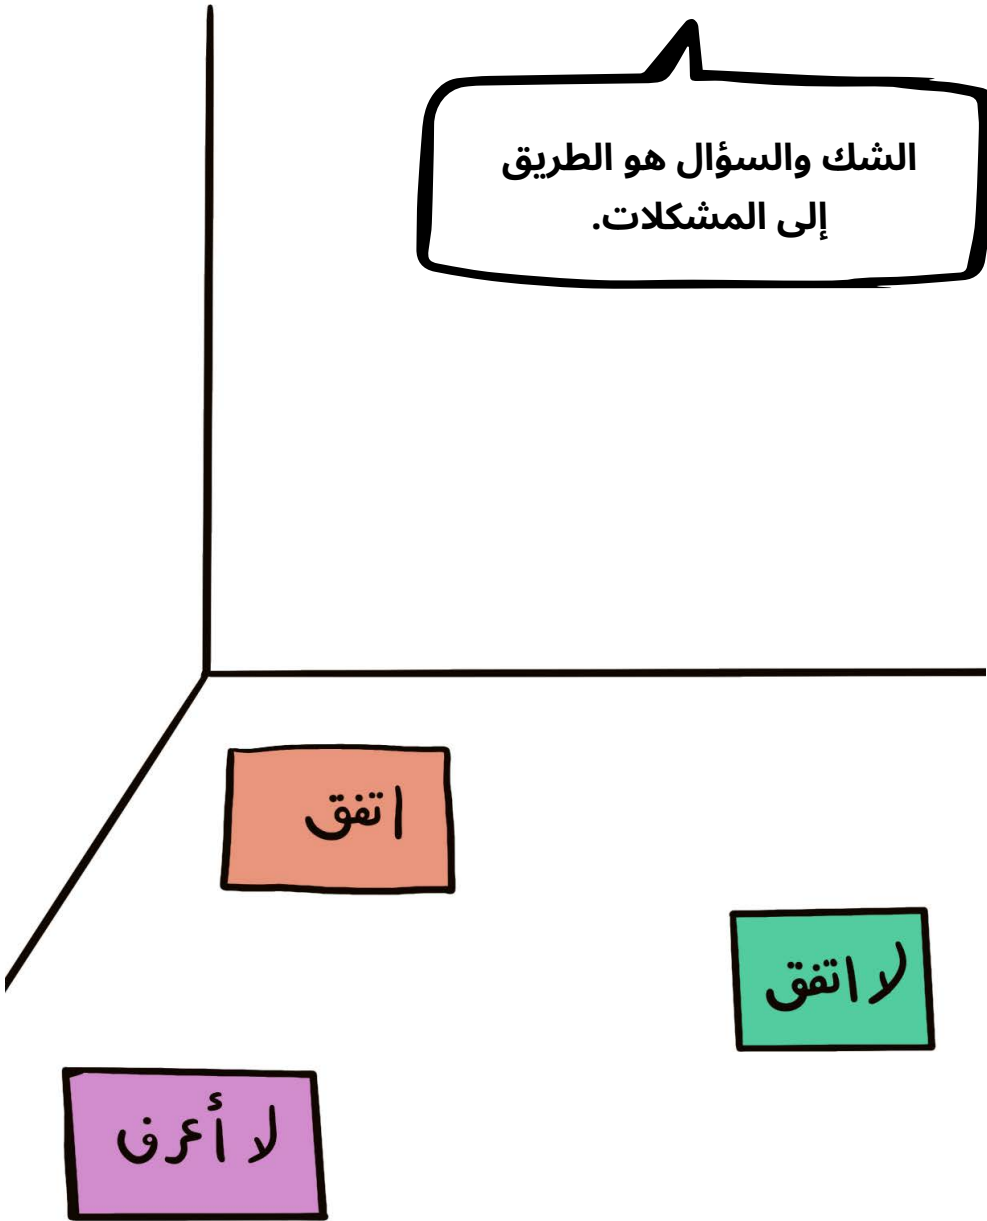 الشك والسؤال هو الطريق
إلى المشكلات.
اتفق
لا اتفق
لا أعرف